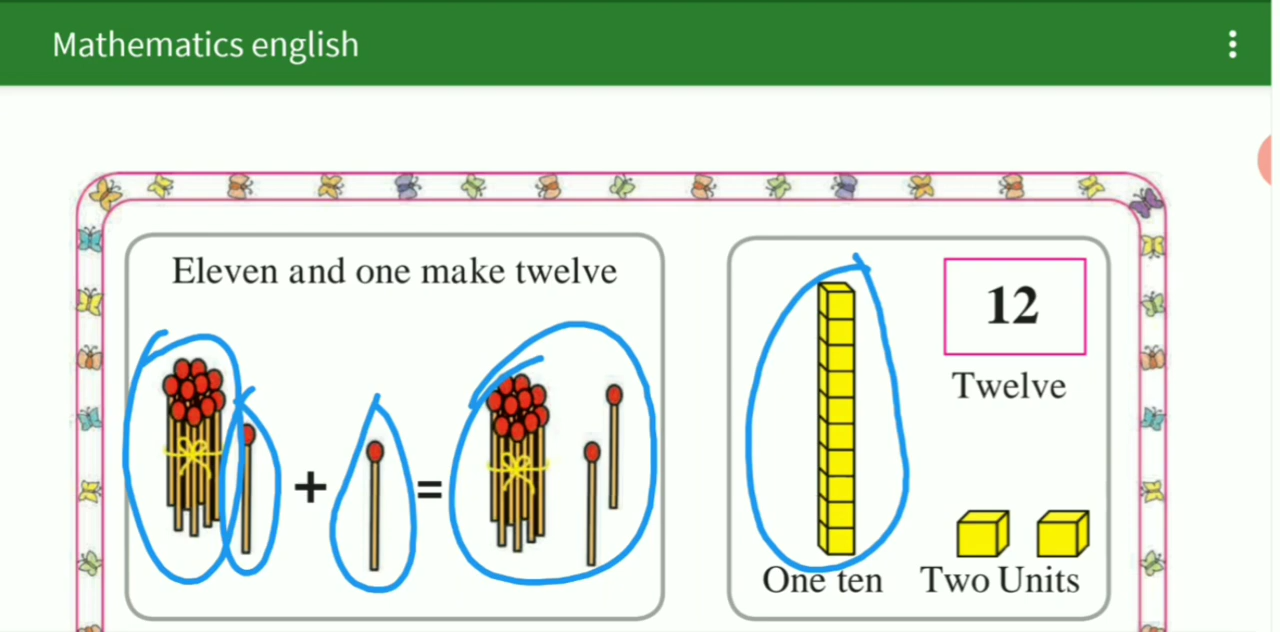 Mathematics english
Eleven and one make twelve
+ =
12
Twelve
One ten
Two Units